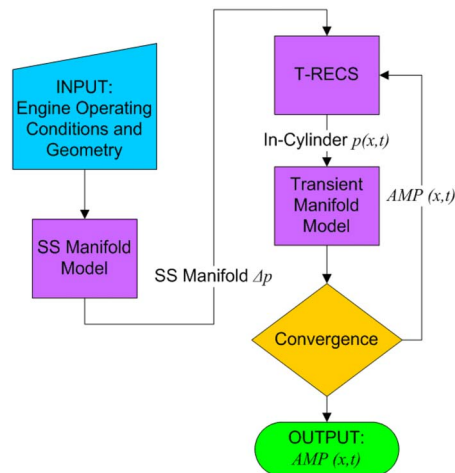 INPUT:
Engine Operating
Conditions and
Geometry
SS Manifold
Model
SS Manifold Δp
T-RECS
In-Cylinder p(x,t)
Transient
Manifold
Model
AMP (x,t)
Convergence
OUTPUT:
AMP (x,t)